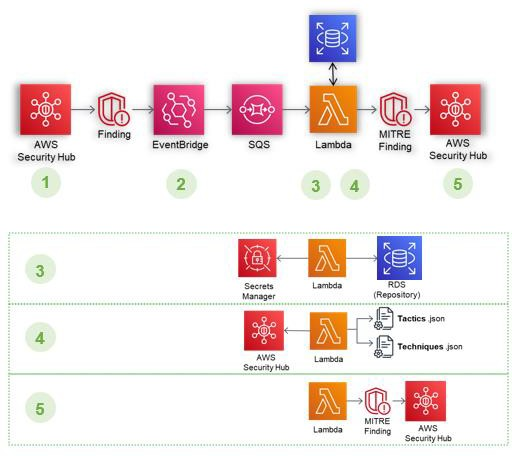 AWS
Security Hub
Finding
EventBridge
SQS
Lambda
MITRE
Finding
AWS
Security Hub
1
2
3
4
5
3
Secrets
Manager
Lambda
RDS
(Repository)
4
AWS
Security Hub
Lambda
Tactics .json
Techniques .json
5
Lambda
MITRE
Finding
AWS
Security Hub